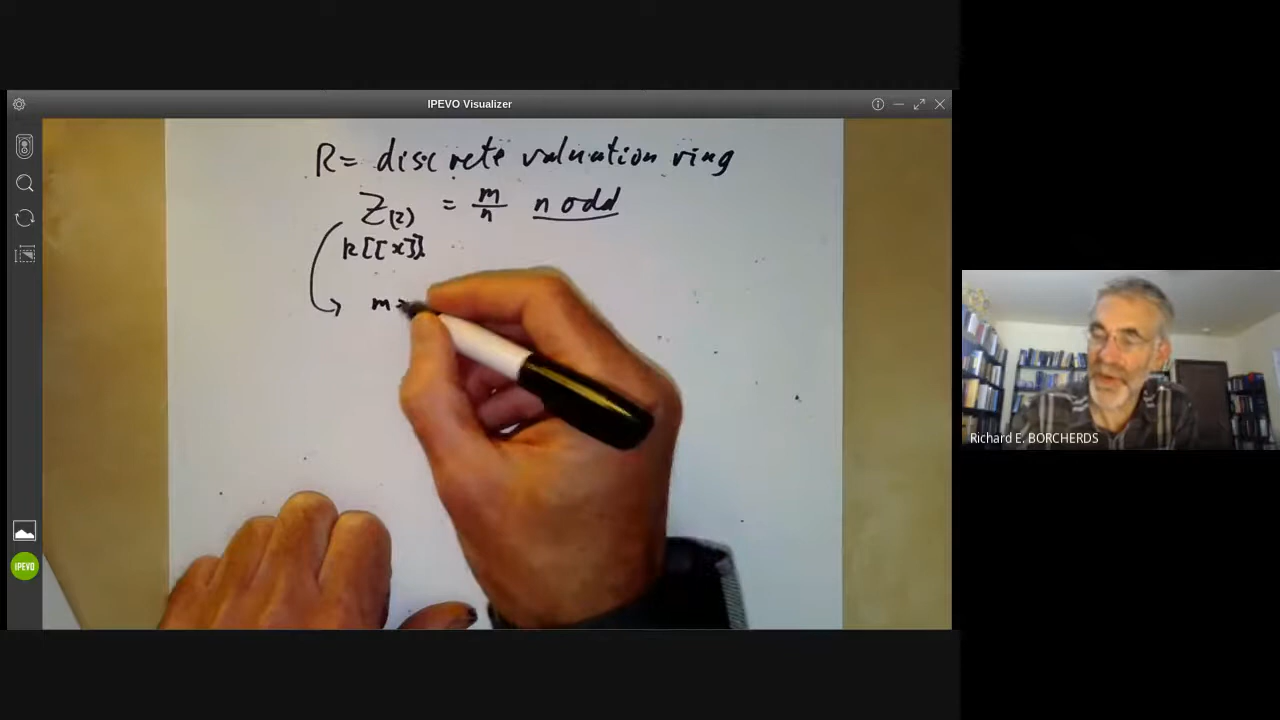 IPEVO Visualizer
R = discrete valuation ring
Z(2) = m/n n odd
k[[x]]
m
Richard E. BORCHERDS
IPEVO